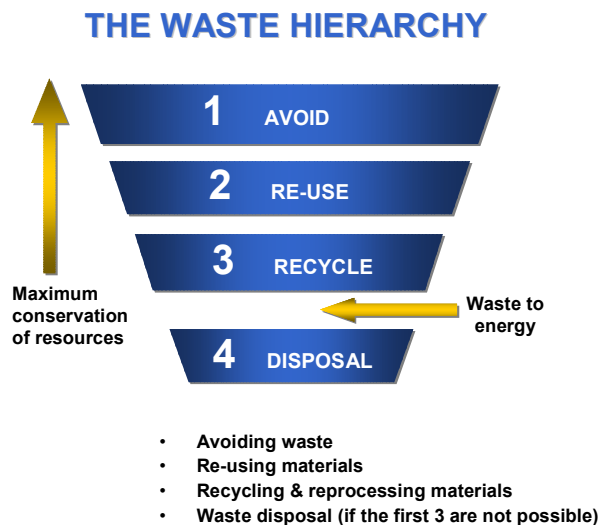 THE WASTE HIERARCHY
1 AVOID
2 RE-USE
3 RECYCLE
Maximum
conservation
of resources
Waste to
energy
4 DISPOSAL
• Avoiding waste
• Re-using materials
• Recycling & reprocessing materials
• Waste disposal (if the first 3 are not possible)